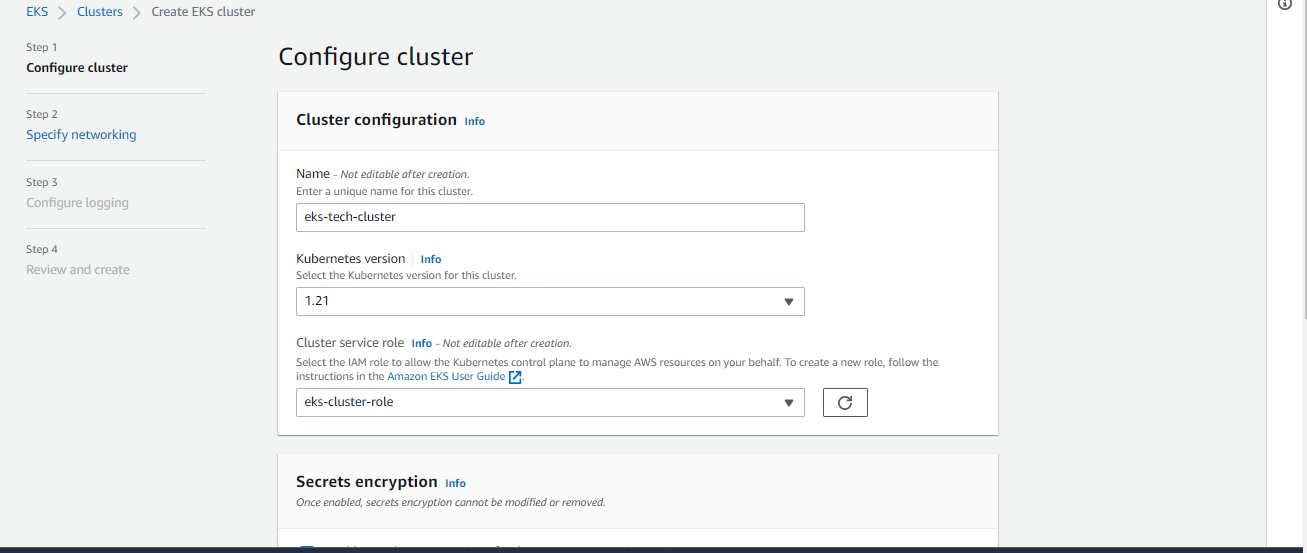 EKS Clusters Create EKS cluster
Step 1
Configure cluster
Step 2
Specify networking
Step 3
Configure logging
Step 4
Review and create
Configure cluster
Cluster configuration Info
Name - Not editable after creation.
Enter a unique name for this cluster.
eks-tech-cluster
Kubernetes version Info
Select the Kubernetes version for this cluster.
1.21
Cluster service role Info - Not editable after creation.
Select the IAM role to allow the Kubernetes control plane to manage AWS resources on your behalf. To create a new role, follow the
instructions in the Amazon EKS User Guide .
eks-cluster-role
Secrets encryption Info
Once enabled, secrets encryption cannot be modified or removed.